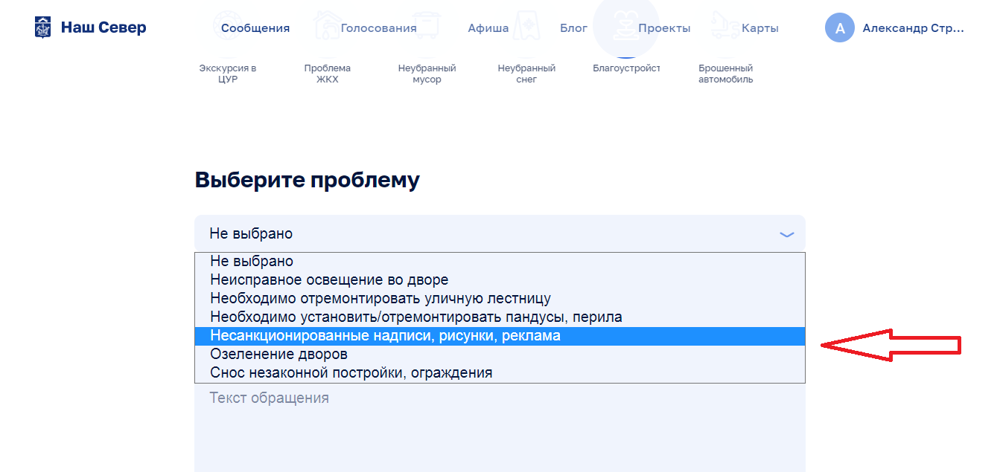 Наш Север
Сообщения
Голосования
Афиша
Блог
Проекты
Карты
А
Александр Стр...
Экскурсия в
ЦУР
Проблема
ЖКХ
Неубранный
мусор
Неубранный
снег
Благоустройст
Брошенный
автомобиль
Выберите проблему
Не выбрано
Не выбрано
Неисправное освещение во дворе
Необходимо отремонтировать уличную лестницу
Необходимо установить/отремонтировать пандусы, перила
Несанкционированные надписи, рисунки, реклама
Озеленение дворов
Снос незаконной постройки, ограждения
Текст обращения